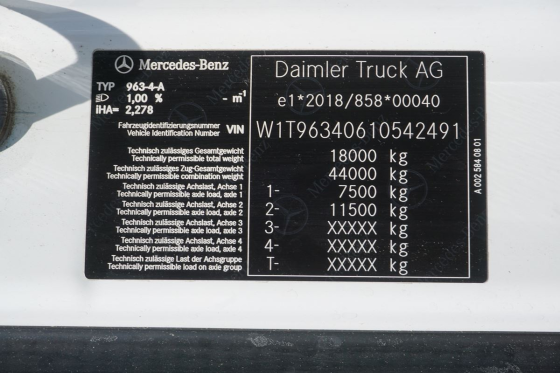 Mercedes-Benz
TYP 963-4-A
1,00 % - m-1
iHA= 2,278
Fahrzeugidentifizierungsnummer
Vehicle Identification Number VIN
Technisch zulässiges Gesamtgewicht
Technically permissible total weight
Technisch zulässiges Zug-Gesamtgewicht
Technically permissible combination weight
Technisch zulässige Achslast, Achse 1
Technically permissible axle load, axle 1
Technisch zulässige Achslast, Achse 2
Technically permissible axle load, axle 2
Technisch zulässige Achslast, Achse 3
Technically permissible axle load, axle 3
Technisch zulässige Achslast, Achse 4
Technically permissible axle load, axle 4
Technisch zulässige Last der Achsgruppe
Technically permissible load on axle group
Daimler Truck AG
e1*2018/858*00040
W1T96340610542491
18000 kg
44000 kg
1- 7500 kg
2- 11500 kg
3- XXXXX kg
4- XXXXX kg
T- XXXXX kg
A 002 584 08 01